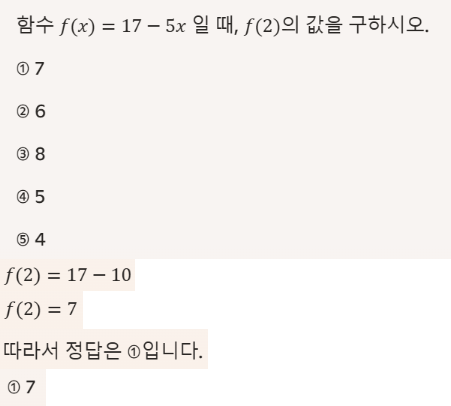 함수 f(x) = 17 − 5x 일 때, f(2)의 값을 구하시오.
① 7
② 6
③ 8
④ 5
⑤ 4
f(2) = 17 − 10
f(2) = 7
따라서 정답은 ①입니다.
① 7